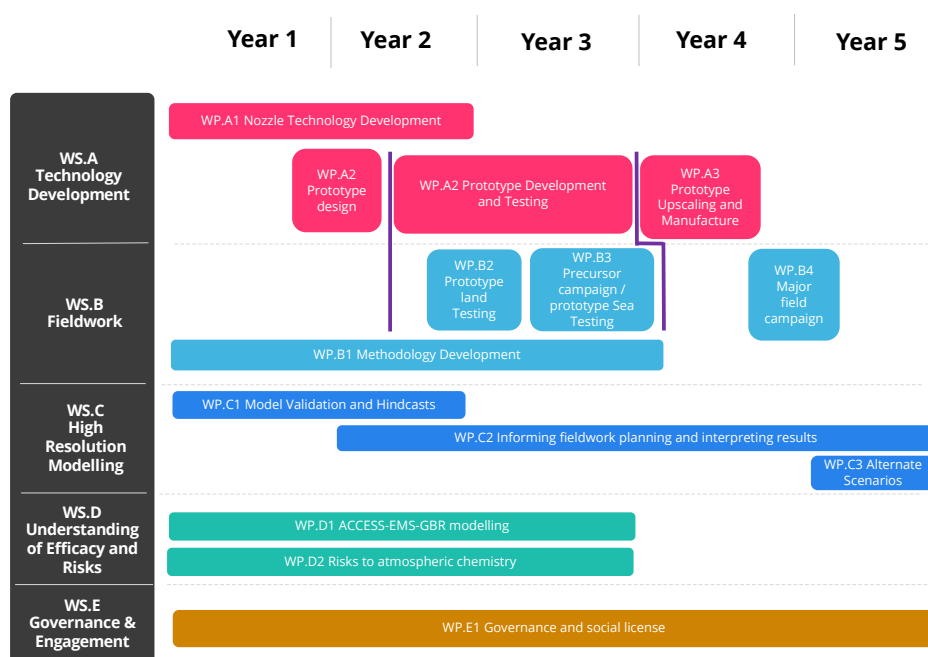 Year 1
Year 2
Year 3
Year 4
Year 5
WS.A
Technology
Development
WP.A1 Nozzle Technology Development
WP.A2
Prototype
design
WP.A2 Prototype Development
and Testing
WP.A3
Prototype
Upscaling and
Manufacture
WS.B
Fieldwork
WP.B2
Prototype
land
Testing
WP.B3
Precursor
campaign /
prototype Sea
Testing
WP.B4
Major
field
campaign
WP.B1 Methodology Development
WS.C
High
Resolution
Modelling
WP.C1 Model Validation and Hindcasts
WP.C2 Informing fieldwork planning and interpreting results
WP.C3 Alternate
Scenarios
WS.D
Understanding
of Efficacy and
Risks
WP.D1 ACCESS-EMS-GBR modelling
WP.D2 Risks to atmospheric chemistry
WS.E
Governance &
Engagement
WP.E1 Governance and social license